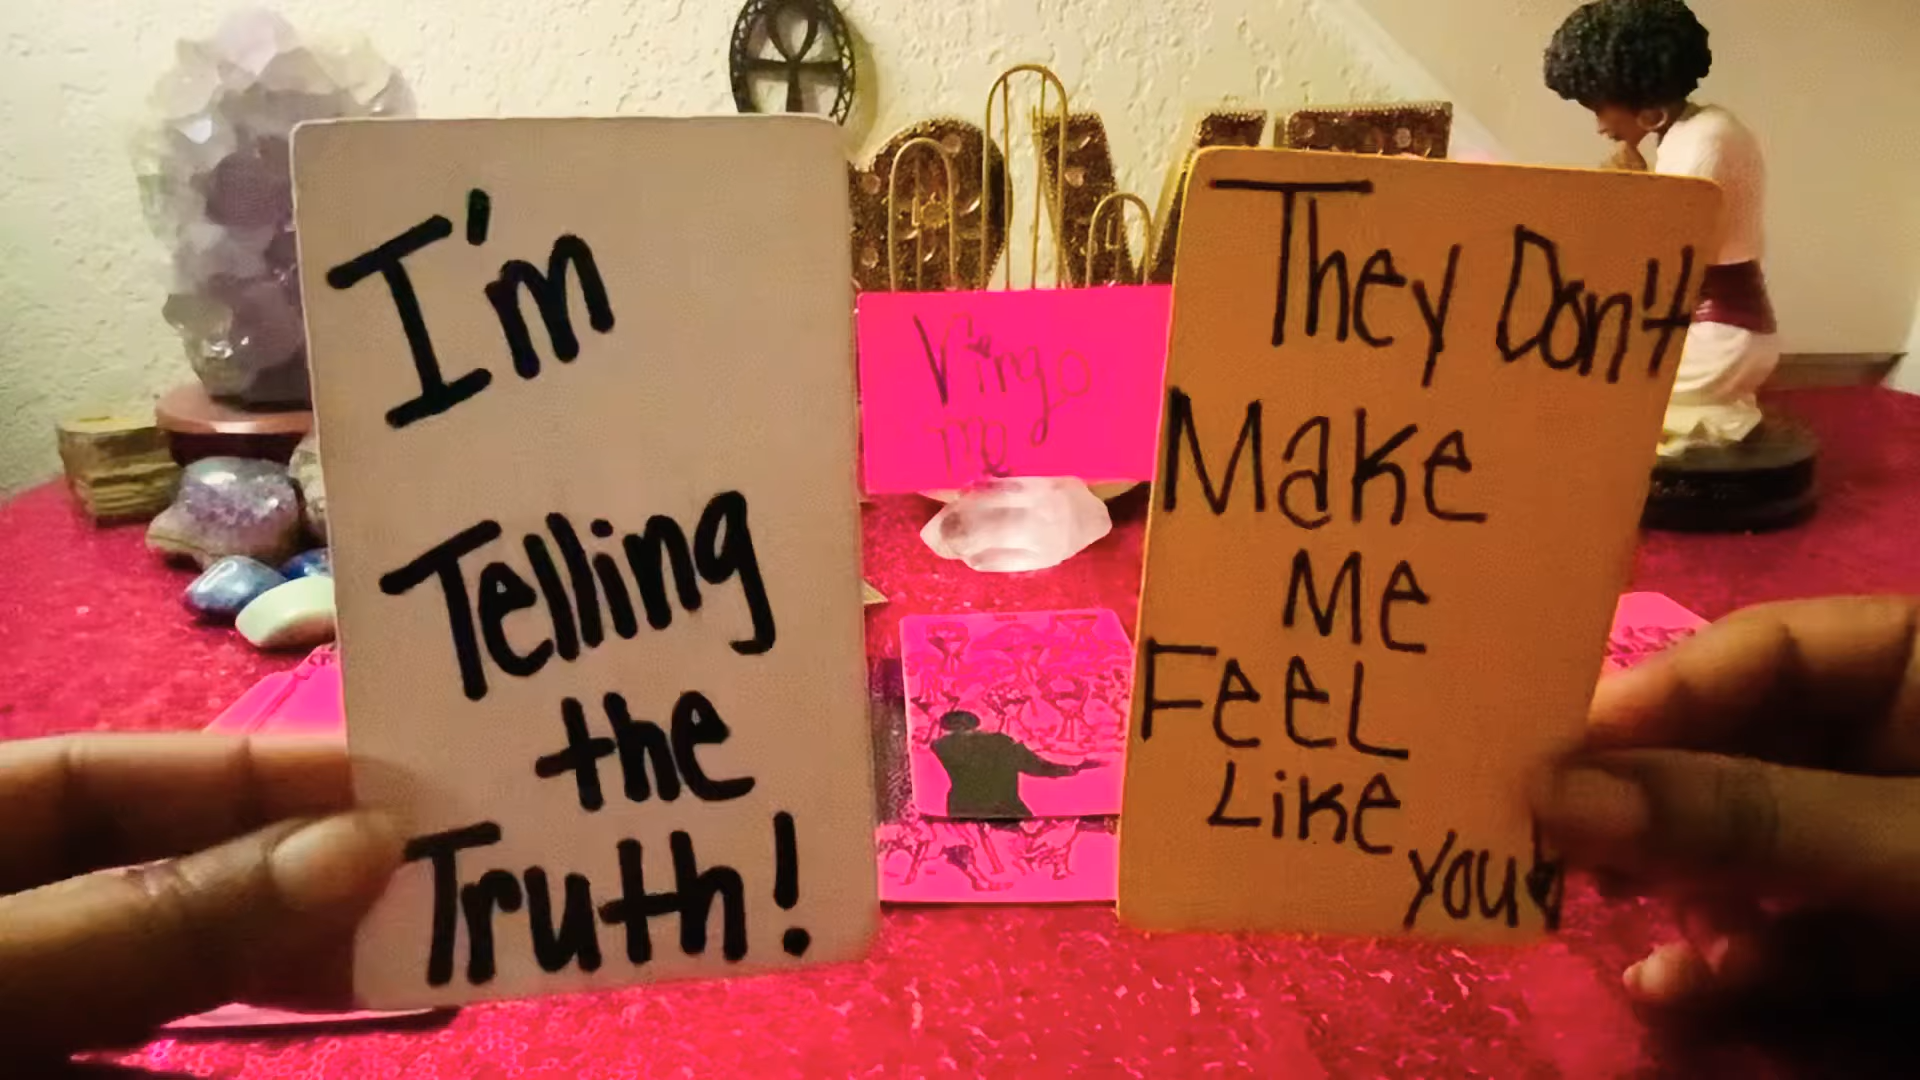 I'm
Telling
the
Truth!
Virgo
me
They Don't
Make
Me
Feel
Like
you